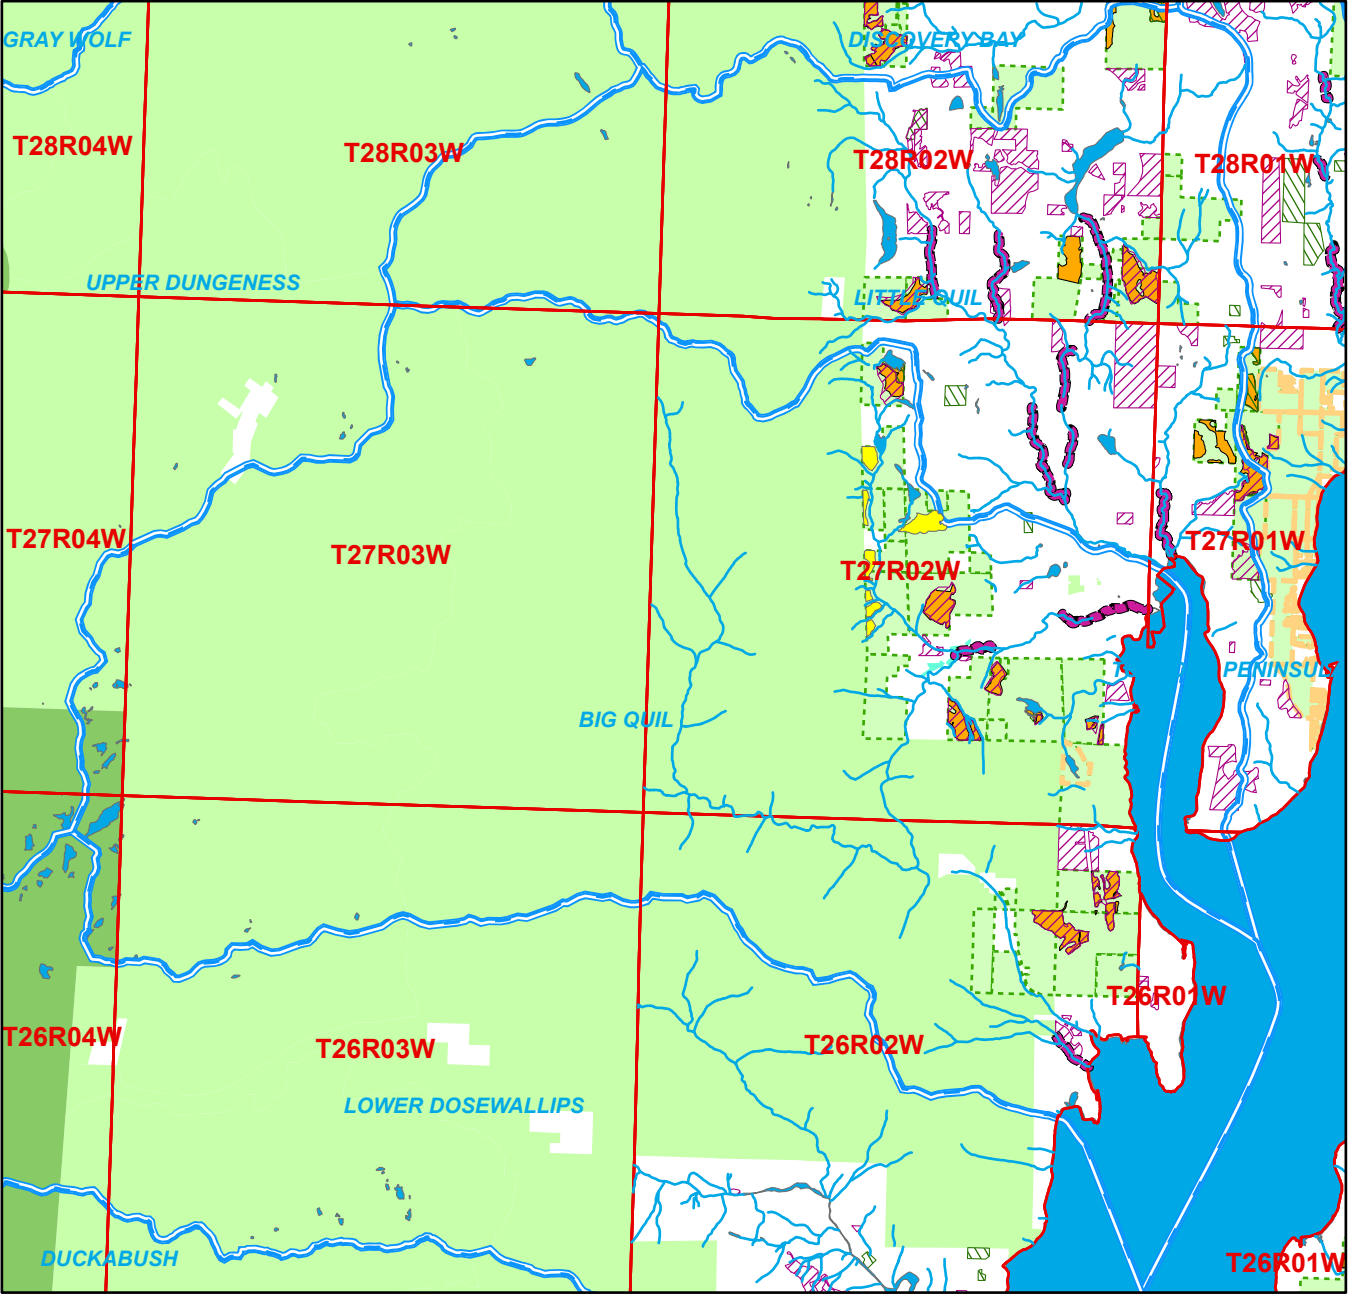 GRAY WOLF
DISCOVERY BAY
T28R04W
T28R03W
T28R02W
T28R01W
UPPER DUNGENESS
LITTLE QUIL
T27R04W
T27R03W
T27R02W
T27R01W
PENINSUL
BIG QUIL
T26R04W
T26R03W
T26R02W
T26R01W
LOWER DOSEWALLIPS
DUCKABUSH
T26R01W